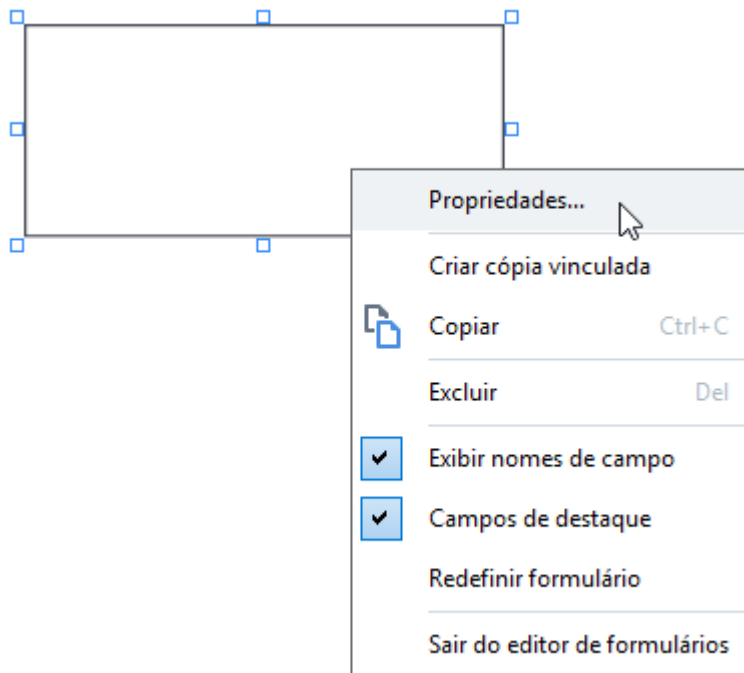 Propriedades...
Criar cópia vinculada
Copiar Ctrl+C
Excluir Del
Exibir nomes de campo
Campos de destaque
Redefinir formulário
Sair do editor de formulários